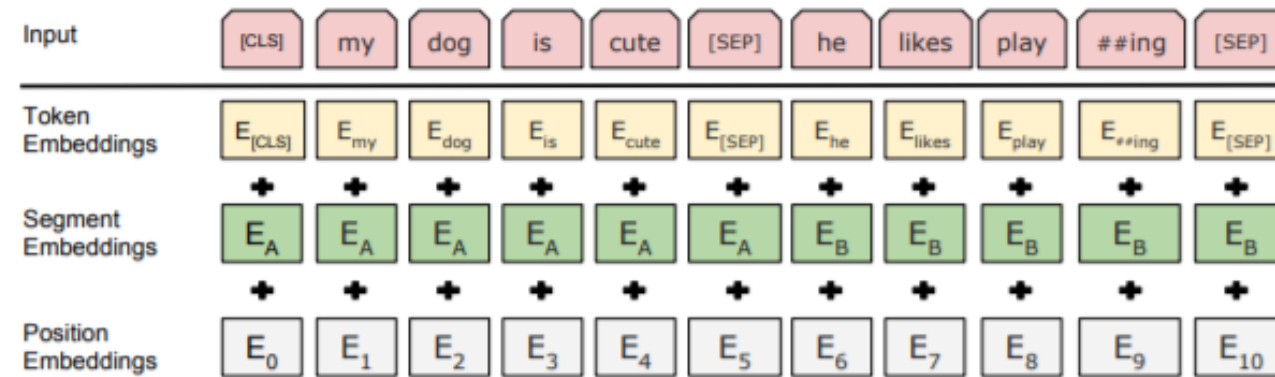 Input [CLS] my dog is cute [SEP] he likes play ##ing [SEP]
Token
Embeddings E[CLS] Emy Edog Eis Ecute E[SEP] Ehe Elikes Eplay E##ing E[SEP]
+ + + + + + + + + + +
Segment
Embeddings EA EA EA EA EA EA EB EB EB EB EB
+ + + + + + + + + + +
Position
Embeddings E0 E1 E2 E3 E4 E5 E6 E7 E8 E9 E10